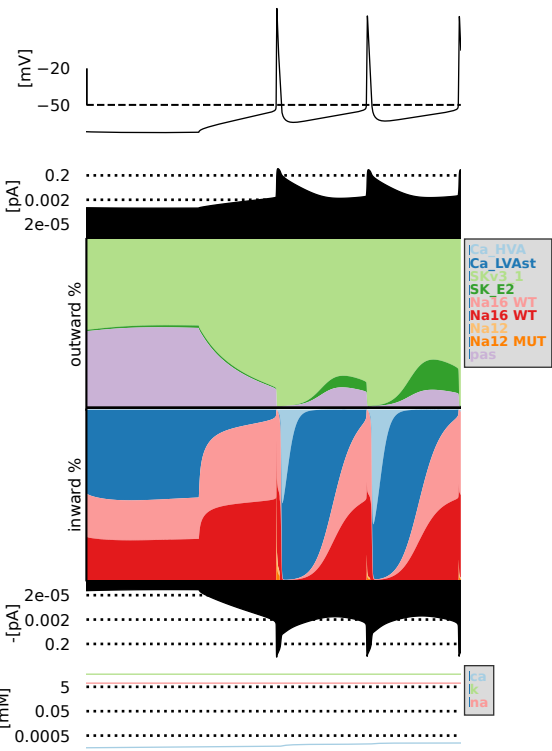 [mV]
−20
−50
[pA]
0.2
0.002
2e-05
outward %
Ca_HVA
Ca_LVAst
SKv3_1
SK_E2
Na16 WT
Na16 WT
Na12
Na12 MUT
pas
inward %
-[pA]
2e-05
0.002
0.2
[mM]
5
0.05
0.0005
ca
k
na